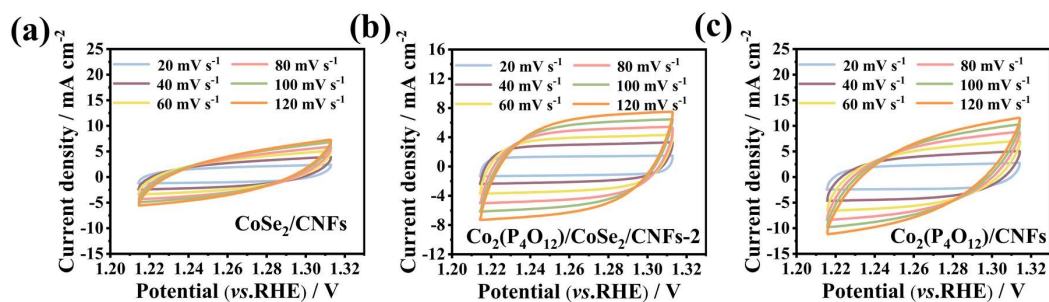 (a)
Current density / mA cm⁻²
25
20
15
10
5
0
-5
-10
-15
20 mV s⁻¹
40 mV s⁻¹
60 mV s⁻¹
80 mV s⁻¹
100 mV s⁻¹
120 mV s⁻¹
CoSe₂/CNFs
1.20 1.22 1.24 1.26 1.28 1.30 1.32
Potential (vs.RHE) / V
(b)
Current density / mA cm⁻²
16
12
8
4
0
-4
-8
-12
20 mV s⁻¹
40 mV s⁻¹
60 mV s⁻¹
80 mV s⁻¹
100 mV s⁻¹
120 mV s⁻¹
Co₂(P₄O₁₂)/CoSe₂/CNFs-2
1.20 1.22 1.24 1.26 1.28 1.30 1.32
Potential (vs.RHE) / V
(c)
Current density / mA cm⁻²
25
20
15
10
5
0
-5
-10
-15
20 mV s⁻¹
40 mV s⁻¹
60 mV s⁻¹
80 mV s⁻¹
100 mV s⁻¹
120 mV s⁻¹
Co₂(P₄O₁₂)/CNFs
1.20 1.22 1.24 1.26 1.28 1.30 1.32
Potential (vs.RHE) / V